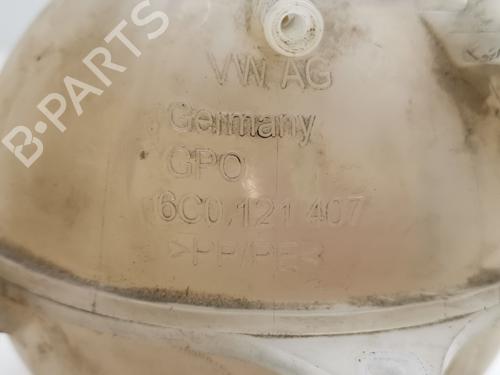 B-PARTS
VW AG
Germany
GPO
6C0.121 407
>PP/PE<